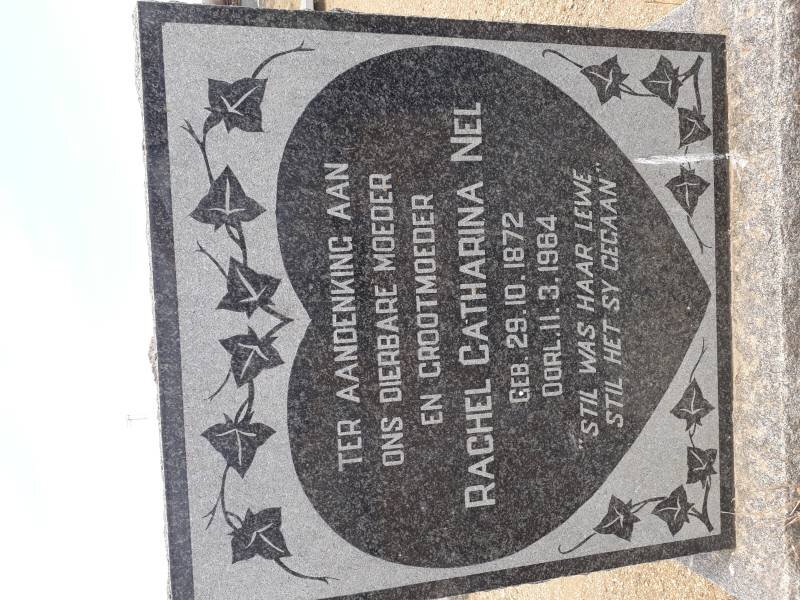 TER AANDENKING AAN
ONS DIERBARE MOEDER
EN GROOTMOEDER
RACHEL CATHARINA NEL
GEB. 29.10.1872
OORL. 11.3.1964
"STIL WAS HAAR LEWE
STIL HET SY GEGAAN"